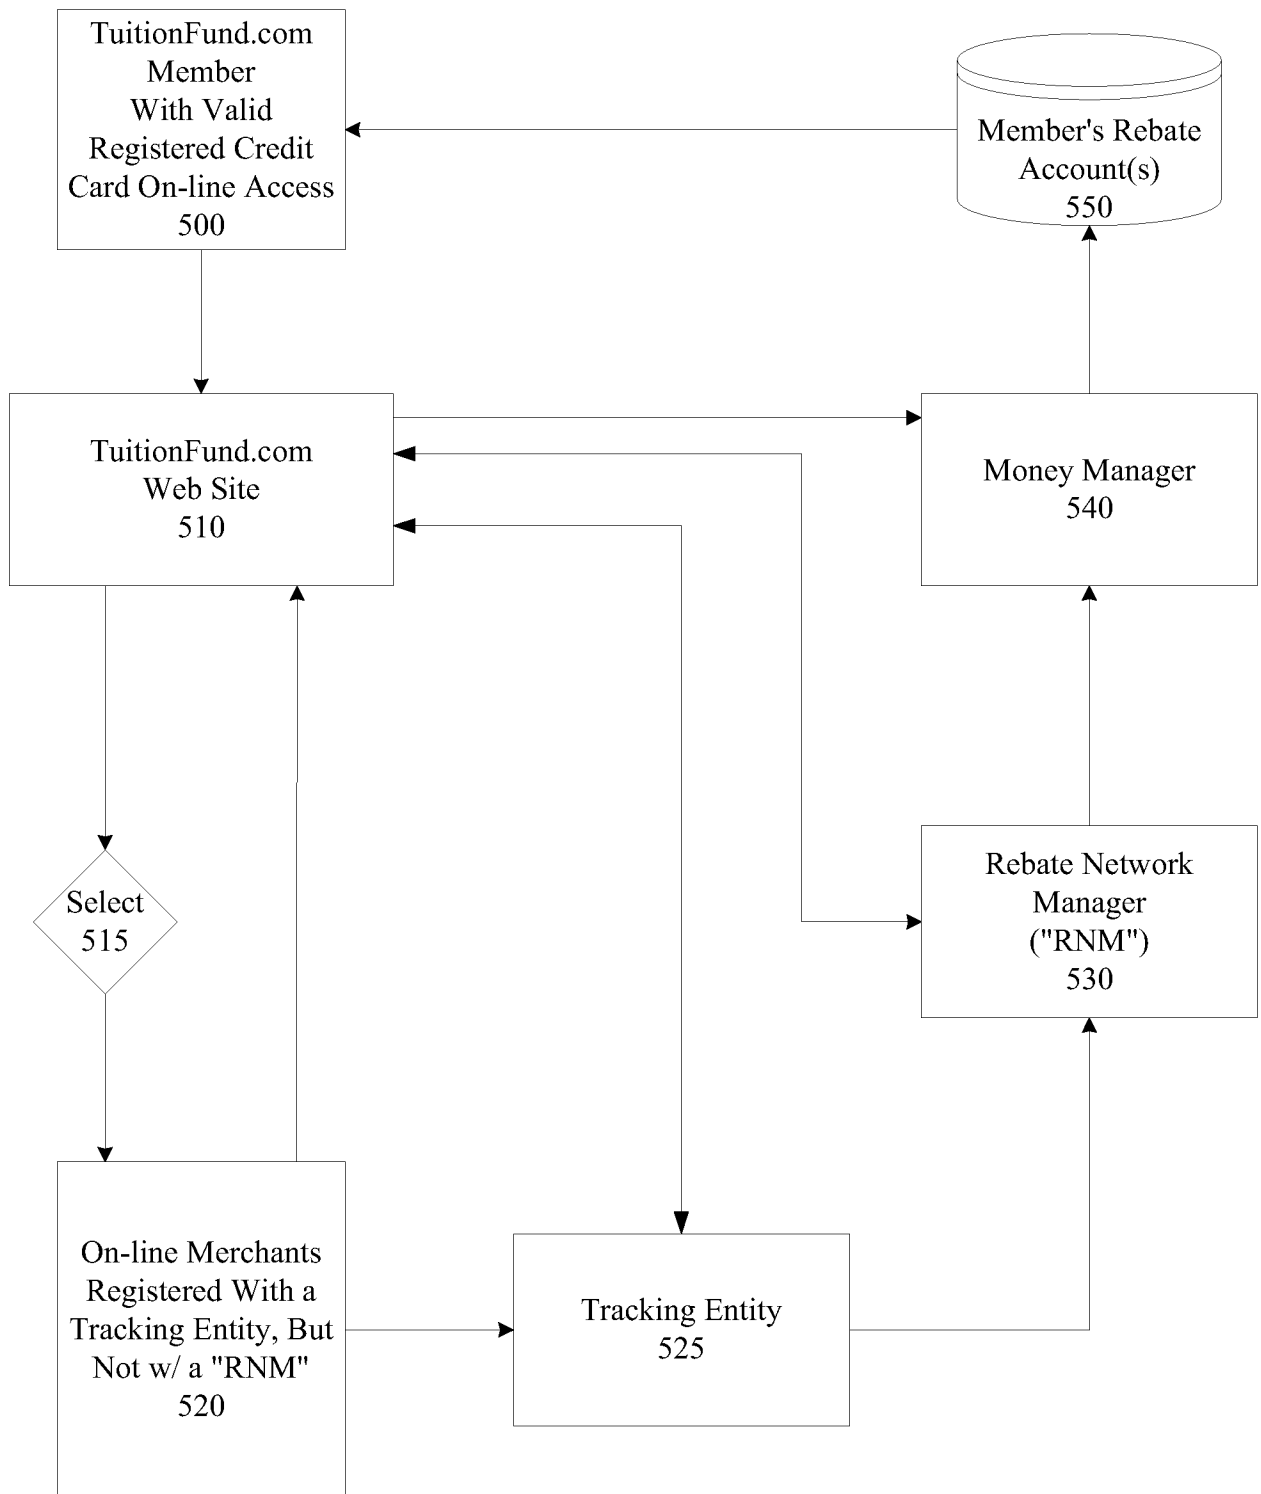 TuitionFund.com
Member
With Valid
Registered Credit
Card On-line Access
500
Member's Rebate
Account(s)
550
TuitionFund.com
Web Site
510
Money Manager
540
Select
515
Rebate Network
Manager
("RNM")
530
On-line Merchants
Registered With a
Tracking Entity, But
Not w/ a "RNM"
520
Tracking Entity
525